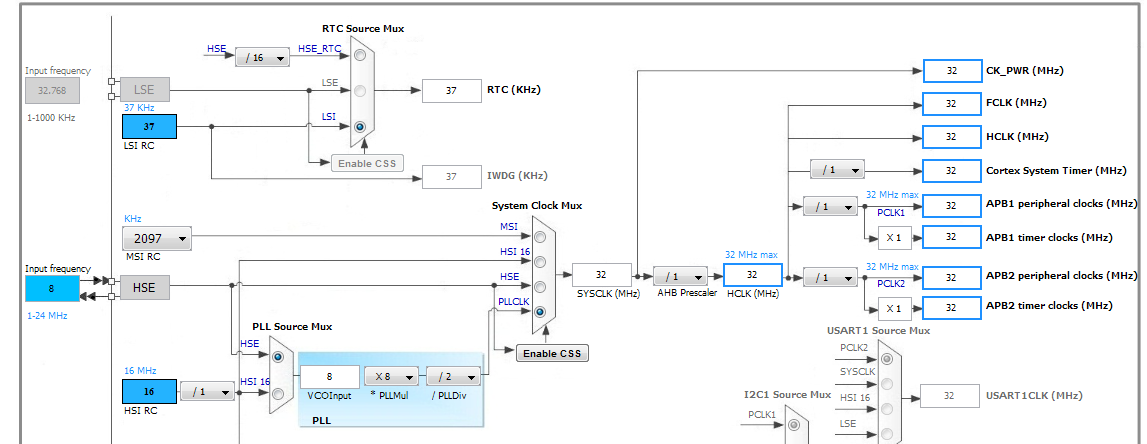 RTC Source Mux
HSE
/ 16
HSE_RTC
Input frequency
32.768
1-1000 KHz
LSE
LSE
37
RTC (KHz)
37 KHz
37
LSI RC
LSI
Enable CSS
37
IWDG (KHz)
32
CK_PWR (MHz)
32
FCLK (MHz)
32
HCLK (MHz)
/ 1
32
Cortex System Timer (MHz)
32 MHz max
/ 1
PCLK1
32
APB1 peripheral clocks (MHz)
X 1
32
APB1 timer clocks (MHz)
System Clock Mux
KHz
2097
MSI RC
MSI
HSI 16
HSE
PLLCLK
Input frequency
8
1-24 MHz
HSE
32
SYSCLK (MHz)
/ 1
AHB Prescaler
32 MHz max
32
HCLK (MHz)
32 MHz max
/ 1
PCLK2
32
APB2 peripheral clocks (MHz)
X 1
32
APB2 timer clocks (MHz)
Enable CSS
PLL Source Mux
HSE
HSI 16
16 MHz
16
HSI RC
/ 1
8
VCOInput
X 8
* PLLMul
/ 2
/ PLLDiv
PLL
USART1 Source Mux
PCLK2
SYSCLK
HSI 16
LSE
32
USART1CLK (MHz)
I2C1 Source Mux
PCLK1